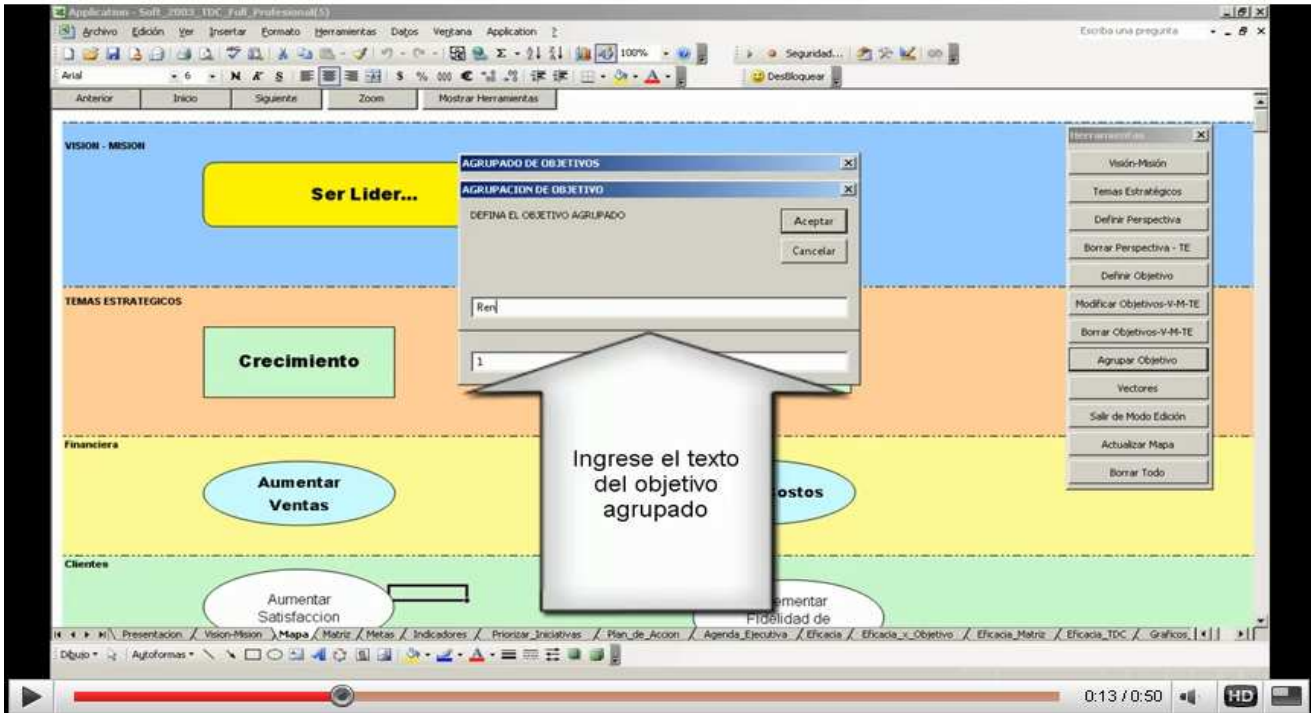 Application - Soft_2003_TDC_Full_Profesional(5)
Archivo Edición Ver Insertar Formato Herramientas Datos Ventana Application ?
Escriba una pregunta
100%
Seguridad...
Arial 6 N K S $ % 000 €
DesBloquear
Anterior Inicio Siguiente Zoom Mostrar Herramientas
VISION - MISION
Ser Lider...
AGRUPADO DE OBJETIVOS
AGRUPACION DE OBJETIVO
DEFINA EL OBJETIVO AGRUPADO
Aceptar
Cancelar
Ren
1
Herramientas
Visión-Misión
Temas Estratégicos
Definir Perspectiva
Borrar Perspectiva - TE
Definir Objetivo
Modificar Objetivos-V-M-TE
Borrar Objetivos-V-M-TE
Agrupar Objetivo
Vectores
Salir de Modo Edición
Actualizar Mapa
Borrar Todo
TEMAS ESTRATEGICOS
Crecimiento
Ingrese el texto
del objetivo
agrupado
Financiera
Aumentar
Ventas
ostos
Clientes
Aumentar
Satisfaccion
ementar
Fidelidad de
Presentacion / Vision-Mision / Mapa / Matriz / Metas / Indicadores / Priorizar_Iniciativas / Plan_de_Accion / Agenda_Ejecutiva / Eficacia / Eficacia_x_Objetivo / Eficacia_Matriz / Eficacia_TDC / Graficos_
Dibujo Autoformas
0:13 / 0:50 HD